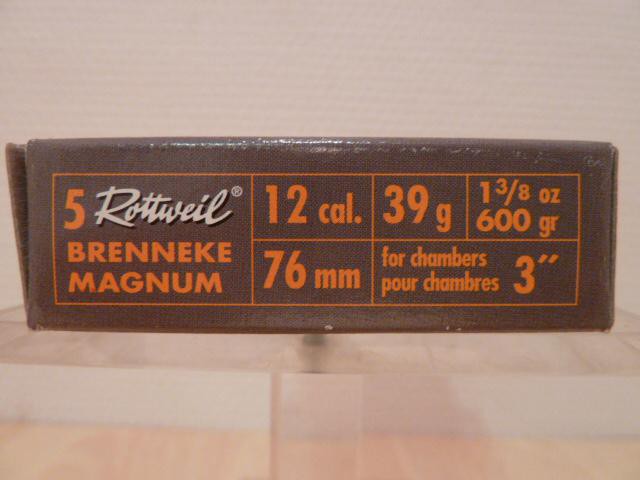 5 Rottweil®
BRENNEKE
MAGNUM
12 cal.
76 mm
39 g
1 3/8 oz
600 gr
for chambers
pour chambres
3″